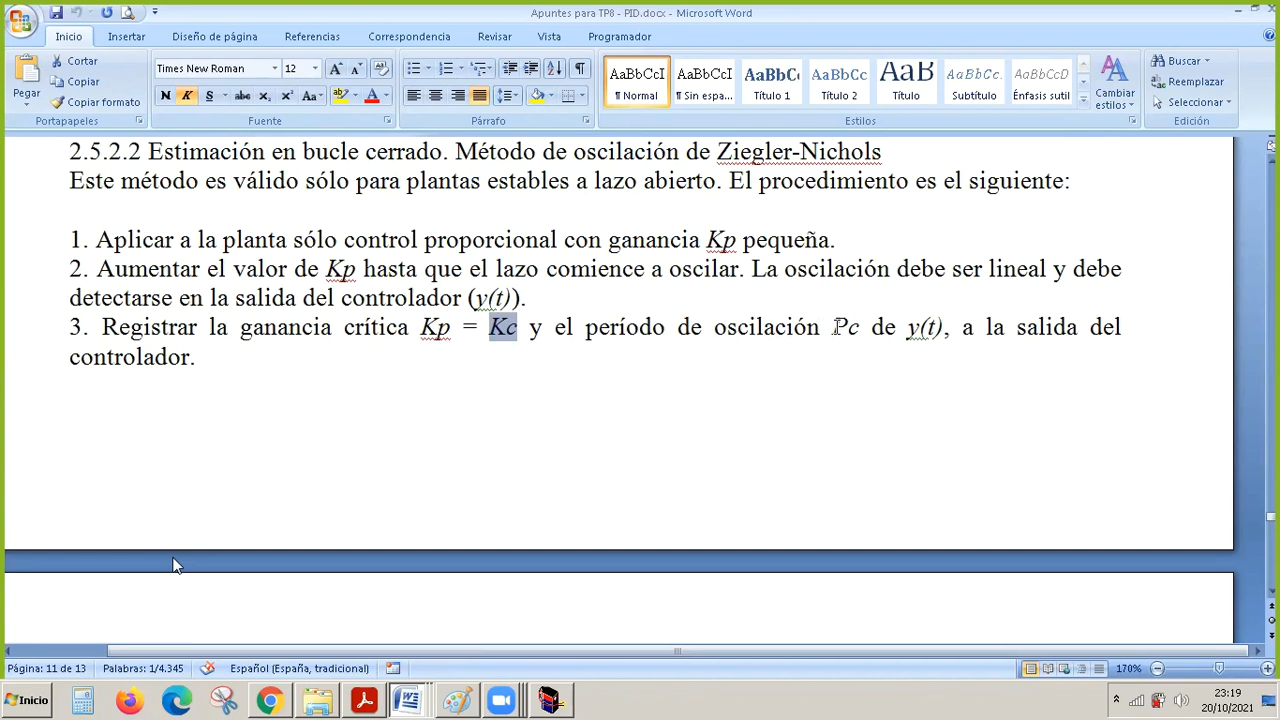 Apuntes para TP8 - PID.docx - Microsoft Word
Inicio Insertar Diseño de página Referencias Correspondencia Revisar Vista Programador
Pegar Cortar Copiar Copiar formato
Times New Roman 12
N K S abc x₂ x² Aa ab A
AaBbCcI AaBbCcI AaBbC AaBbCc AaB AaBbCc. AaBbCcD
¶ Normal ¶ Sin espa... Título 1 Título 2 Título Subtítulo Énfasis sutil
Cambiar estilos
Buscar
Reemplazar
Seleccionar
Portapapeles Fuente Párrafo Estilos Edición
2.5.2.2 Estimación en bucle cerrado. Método de oscilación de Ziegler-Nichols
Este método es válido sólo para plantas estables a lazo abierto. El procedimiento es el siguiente:
1. Aplicar a la planta sólo control proporcional con ganancia Kp pequeña.
2. Aumentar el valor de Kp hasta que el lazo comience a oscilar. La oscilación debe ser lineal y debe
detectarse en la salida del controlador (y(t)).
3. Registrar la ganancia crítica Kp = Kc y el período de oscilación Pc de y(t), a la salida del
controlador.
Página: 11 de 13 Palabras: 1/4.345 Español (España, tradicional) 170%
Inicio 23:19
20/10/2021